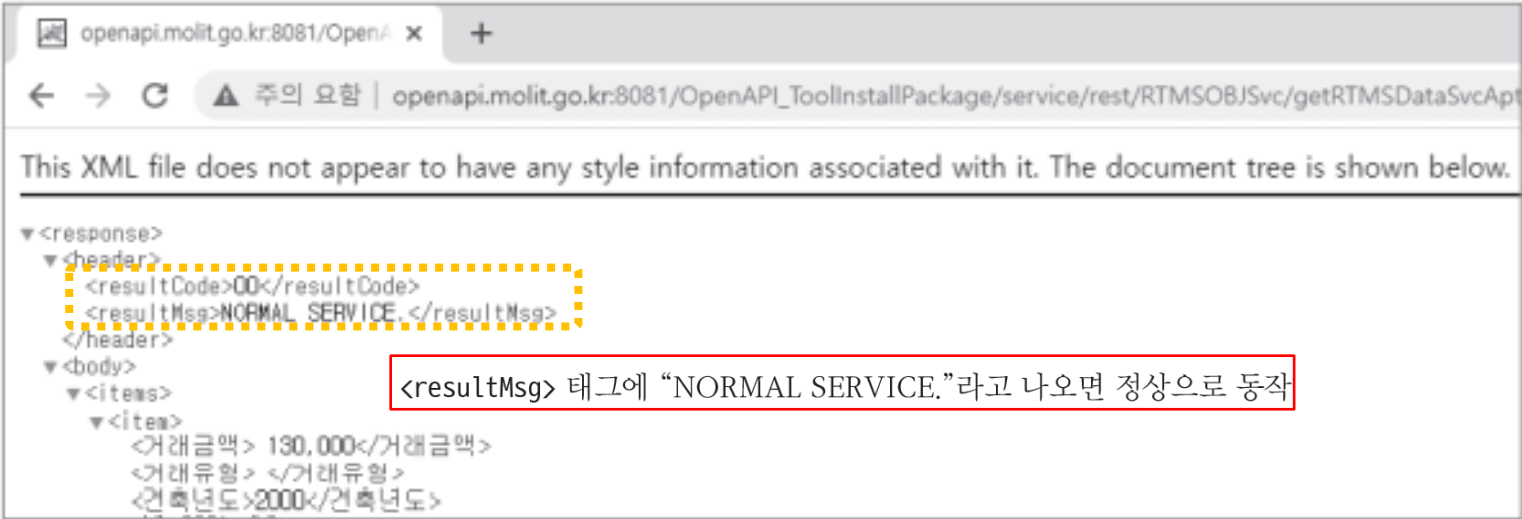 openapi.molit.go.kr:8081/OpenA
주의 요함 | openapi.molit.go.kr:8081/OpenAPI_ToolInstallPackage/service/rest/RTMSOBJSvc/getRTMSDataSvcApt
This XML file does not appear to have any style information associated with it. The document tree is shown below.
▼<response>
▼<header>
<resultCode>00</resultCode>
<resultMsg>NORMAL SERVICE.</resultMsg>
</header>
▼<body>
<resultMsg> 태그에 “NORMAL SERVICE.”라고 나오면 정상으로 동작
▼<items>
▼<item>
<거래금액> 130,000</거래금액>
<거래유형> </거래유형>
<건축년도>2000</건축년도>